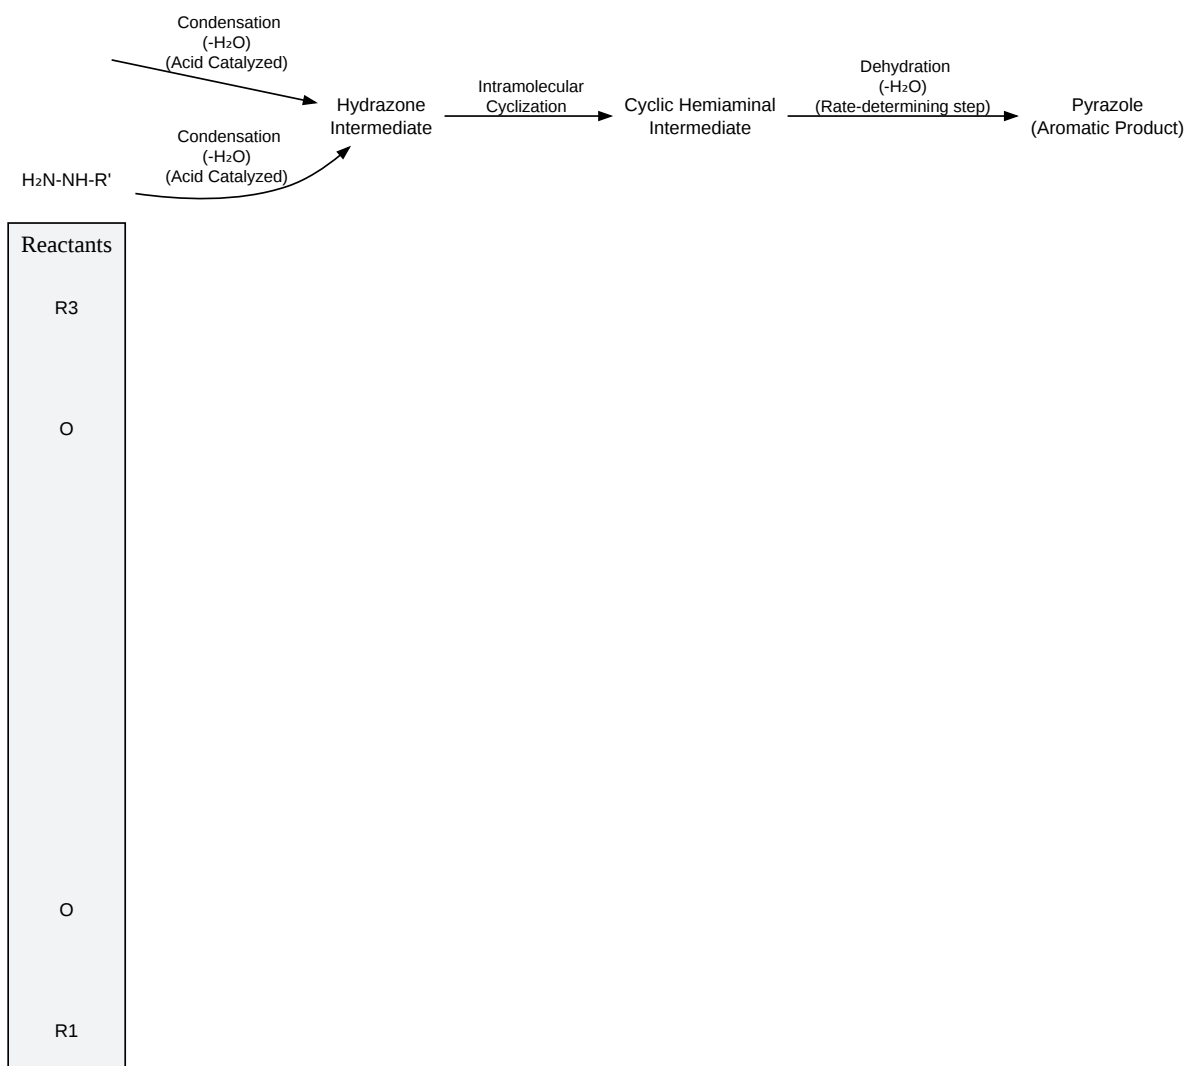 Condensation
(-H₂O)
(Acid Catalyzed)
Hydrazone
Intermediate
Intramolecular
Cyclization
Cyclic Hemiaminal
Intermediate
Dehydration
(-H₂O)
(Rate-determining step)
Pyrazole
(Aromatic Product)
Condensation
(-H₂O)
(Acid Catalyzed)
H₂N-NH-R'
Reactants
R3
O
O
R1